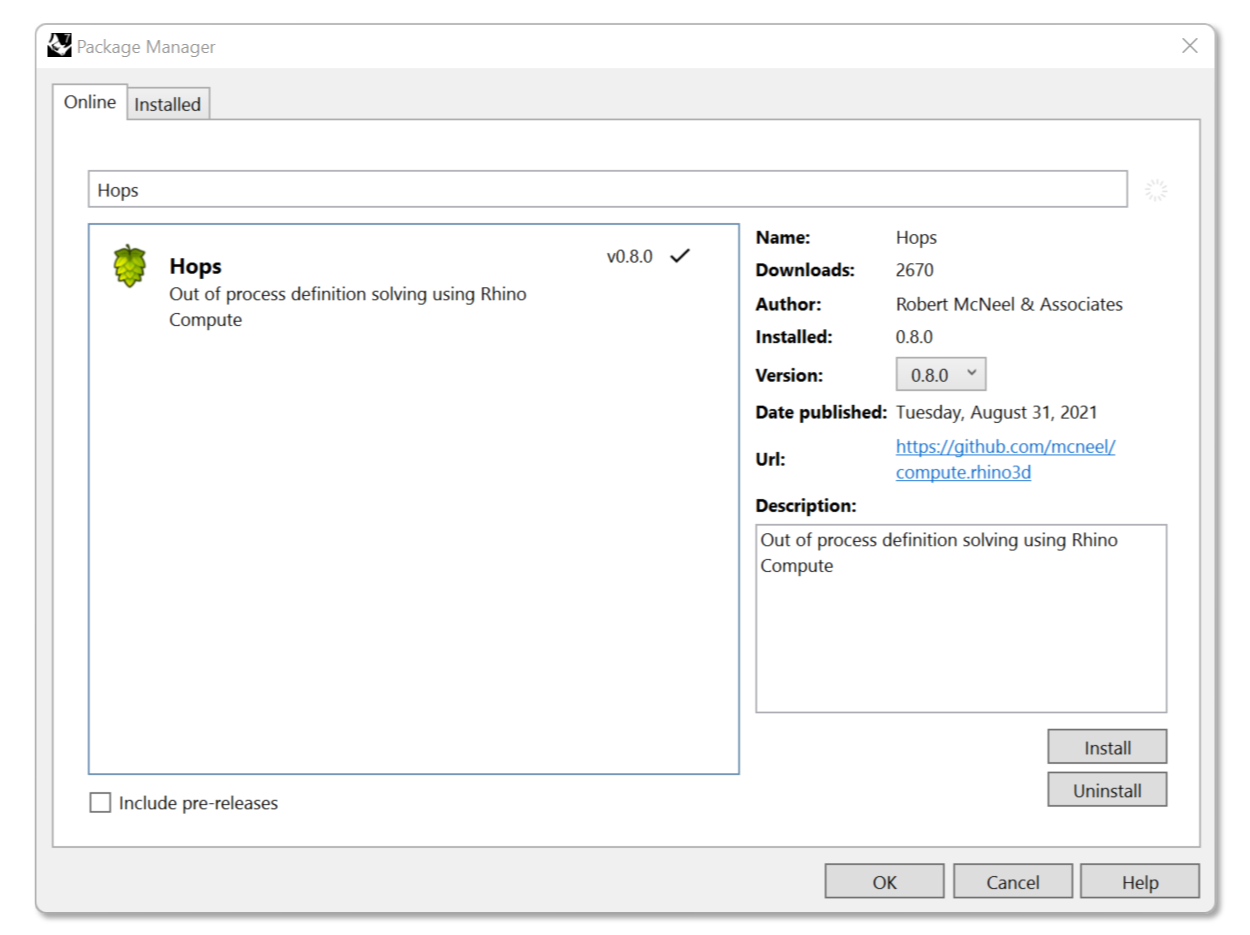 Package Manager
Online
Installed
Hops
Hops
v0.8.0
Out of process definition solving using Rhino
Compute
Name: Hops
Downloads: 2670
Author: Robert McNeel & Associates
Installed: 0.8.0
Version: 0.8.0
Date published: Tuesday, August 31, 2021
Url: https://github.com/mcneel/
compute.rhino3d
Description:
Out of process definition solving using Rhino
Compute
Install
Uninstall
Include pre-releases
OK
Cancel
Help